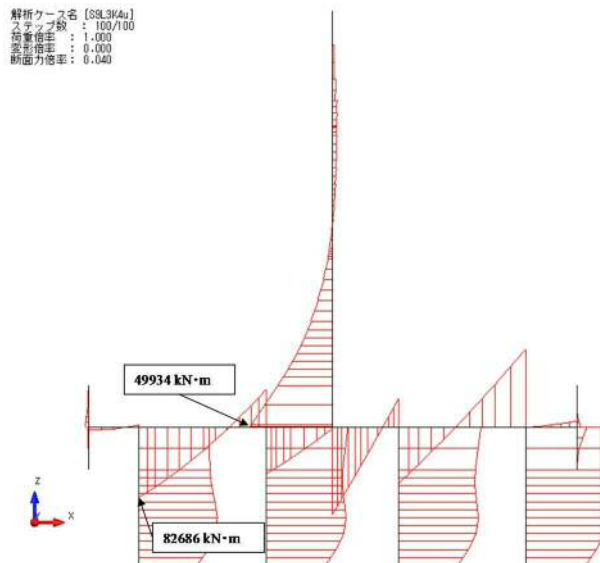 解析ケース名 [S9L3K4u]
ステップ数 : 100/100
荷重倍率 : 1.000
変形倍率 : 0.000
断面力倍率 : 0.040
49934 kN·m
Z
X
82686 kN·m